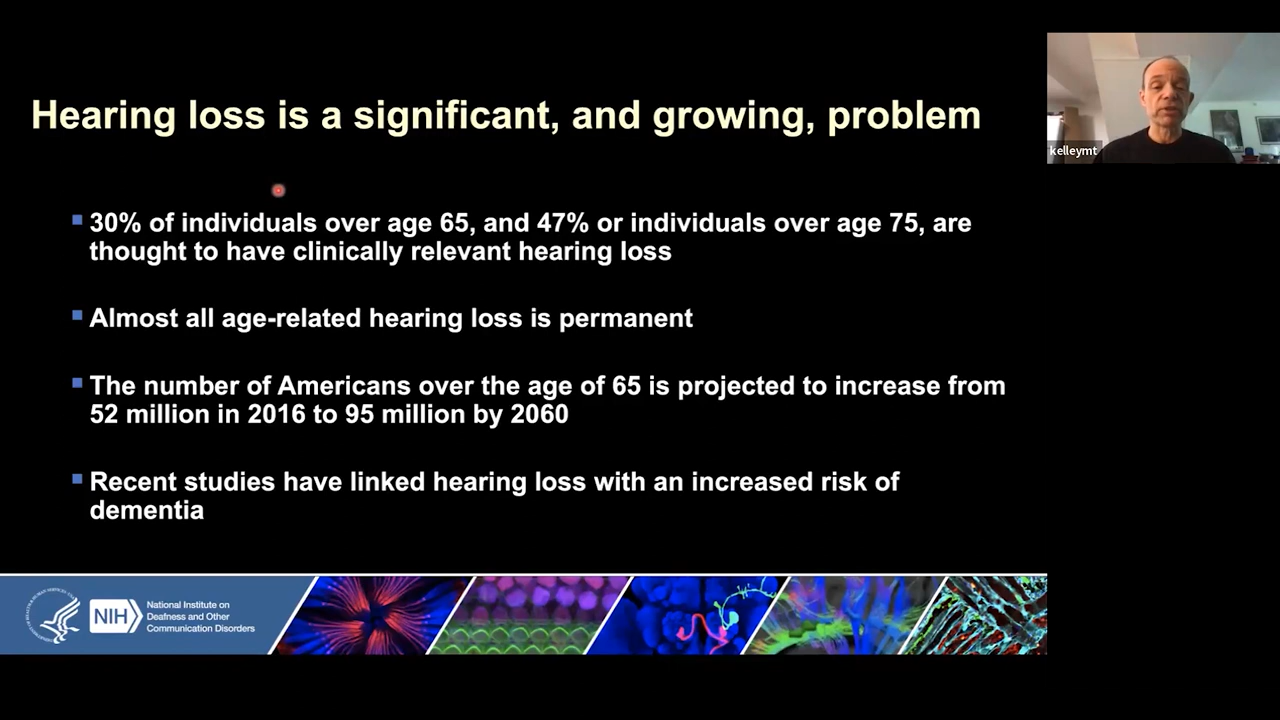 Hearing loss is a significant, and growing, problem
kelleymt
30% of individuals over age 65, and 47% or individuals over age 75, are
thought to have clinically relevant hearing loss
Almost all age-related hearing loss is permanent
The number of Americans over the age of 65 is projected to increase from
52 million in 2016 to 95 million by 2060
Recent studies have linked hearing loss with an increased risk of
dementia
NIH
National Institute on
Deafness and Other
Communication Disorders